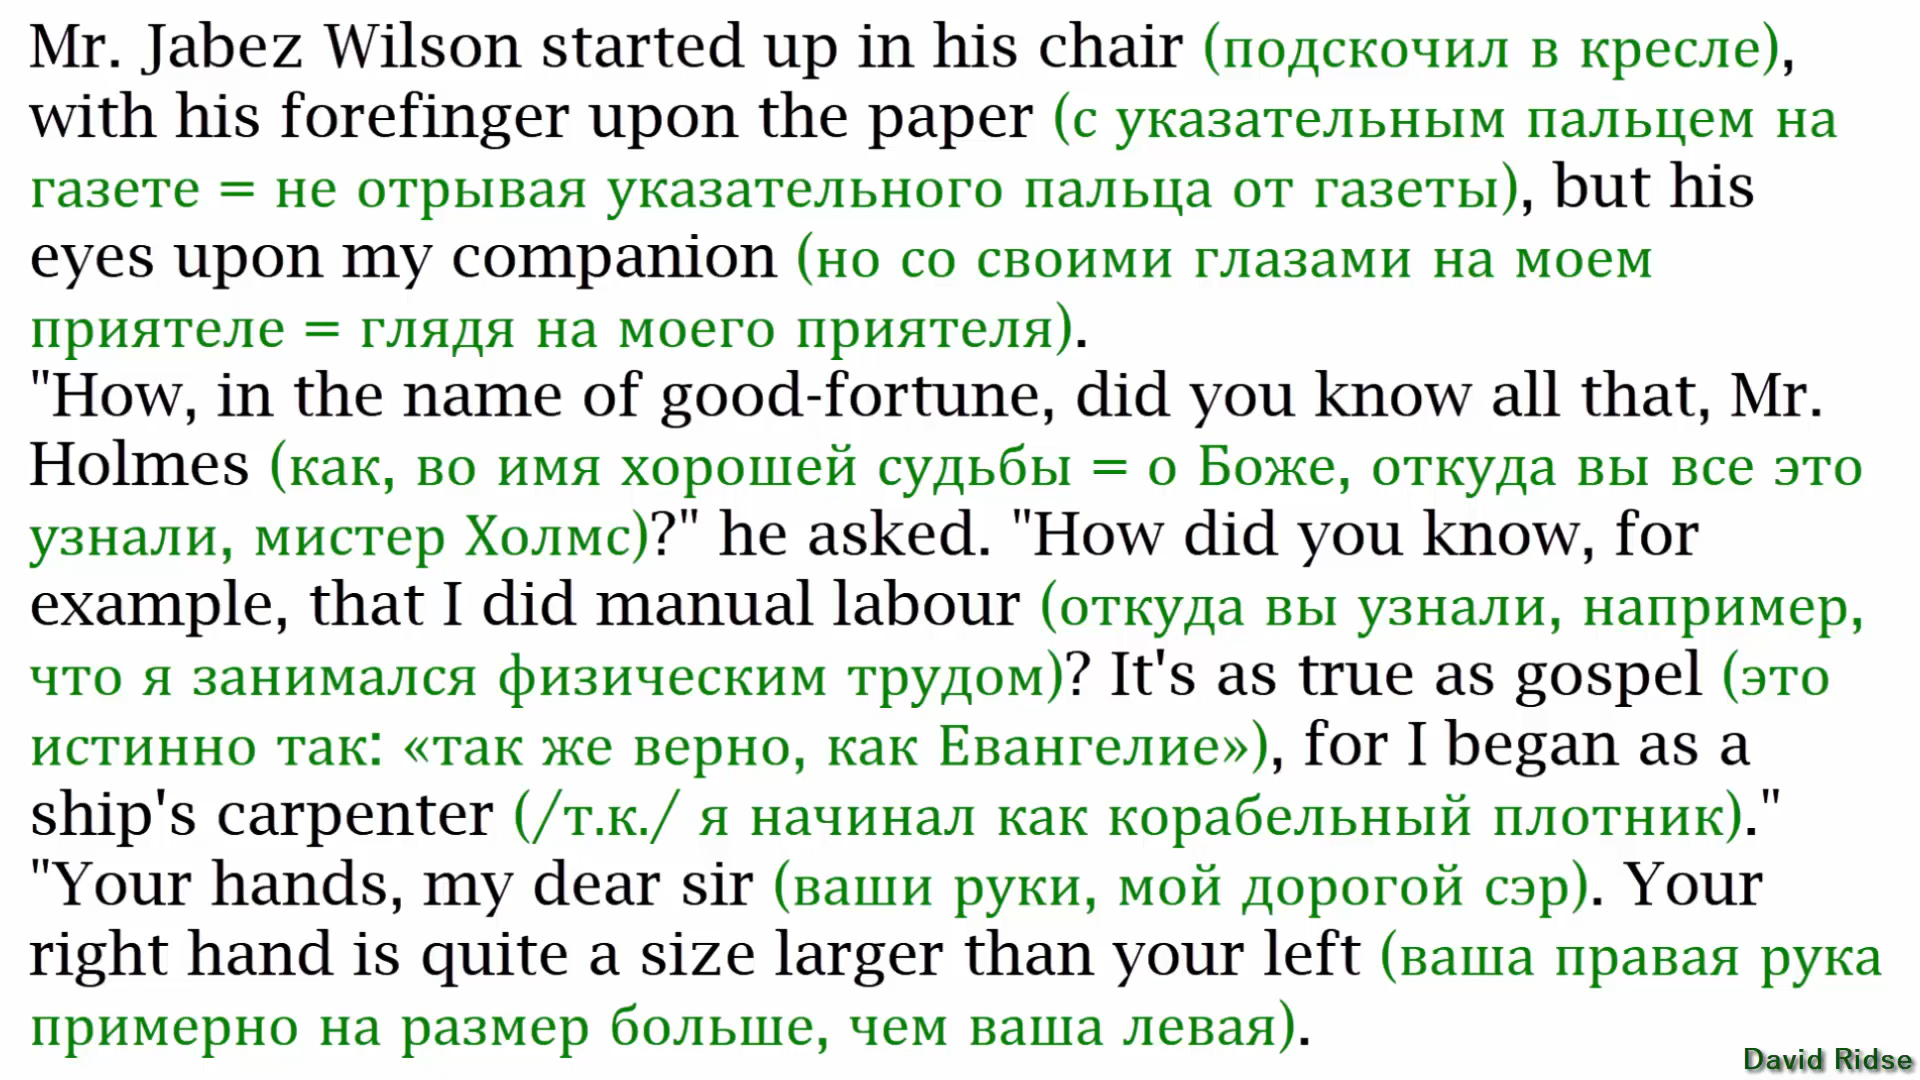 Mr. Jabez Wilson started up in his chair (подскочил в кресле),
with his forefinger upon the paper (с указательным пальцем на
газете = не отрывая указательного пальца от газеты), but his
eyes upon my companion (но со своими глазами на моем
приятеле = глядя на моего приятеля).
"How, in the name of good-fortune, did you know all that, Mr.
Holmes (как, во имя хорошей судьбы = о Боже, откуда вы все это
узнали, мистер Холмс)?" he asked. "How did you know, for
example, that I did manual labour (откуда вы узнали, например,
что я занимался физическим трудом)? It's as true as gospel (это
истинно так: «так же верно, как Евангелие»), for I began as a
ship's carpenter (/т.к./ я начинал как корабельный плотник)."
"Your hands, my dear sir (ваши руки, мой дорогой сэр). Your
right hand is quite a size larger than your left (ваша правая рука
примерно на размер больше, чем ваша левая).
David Ridse